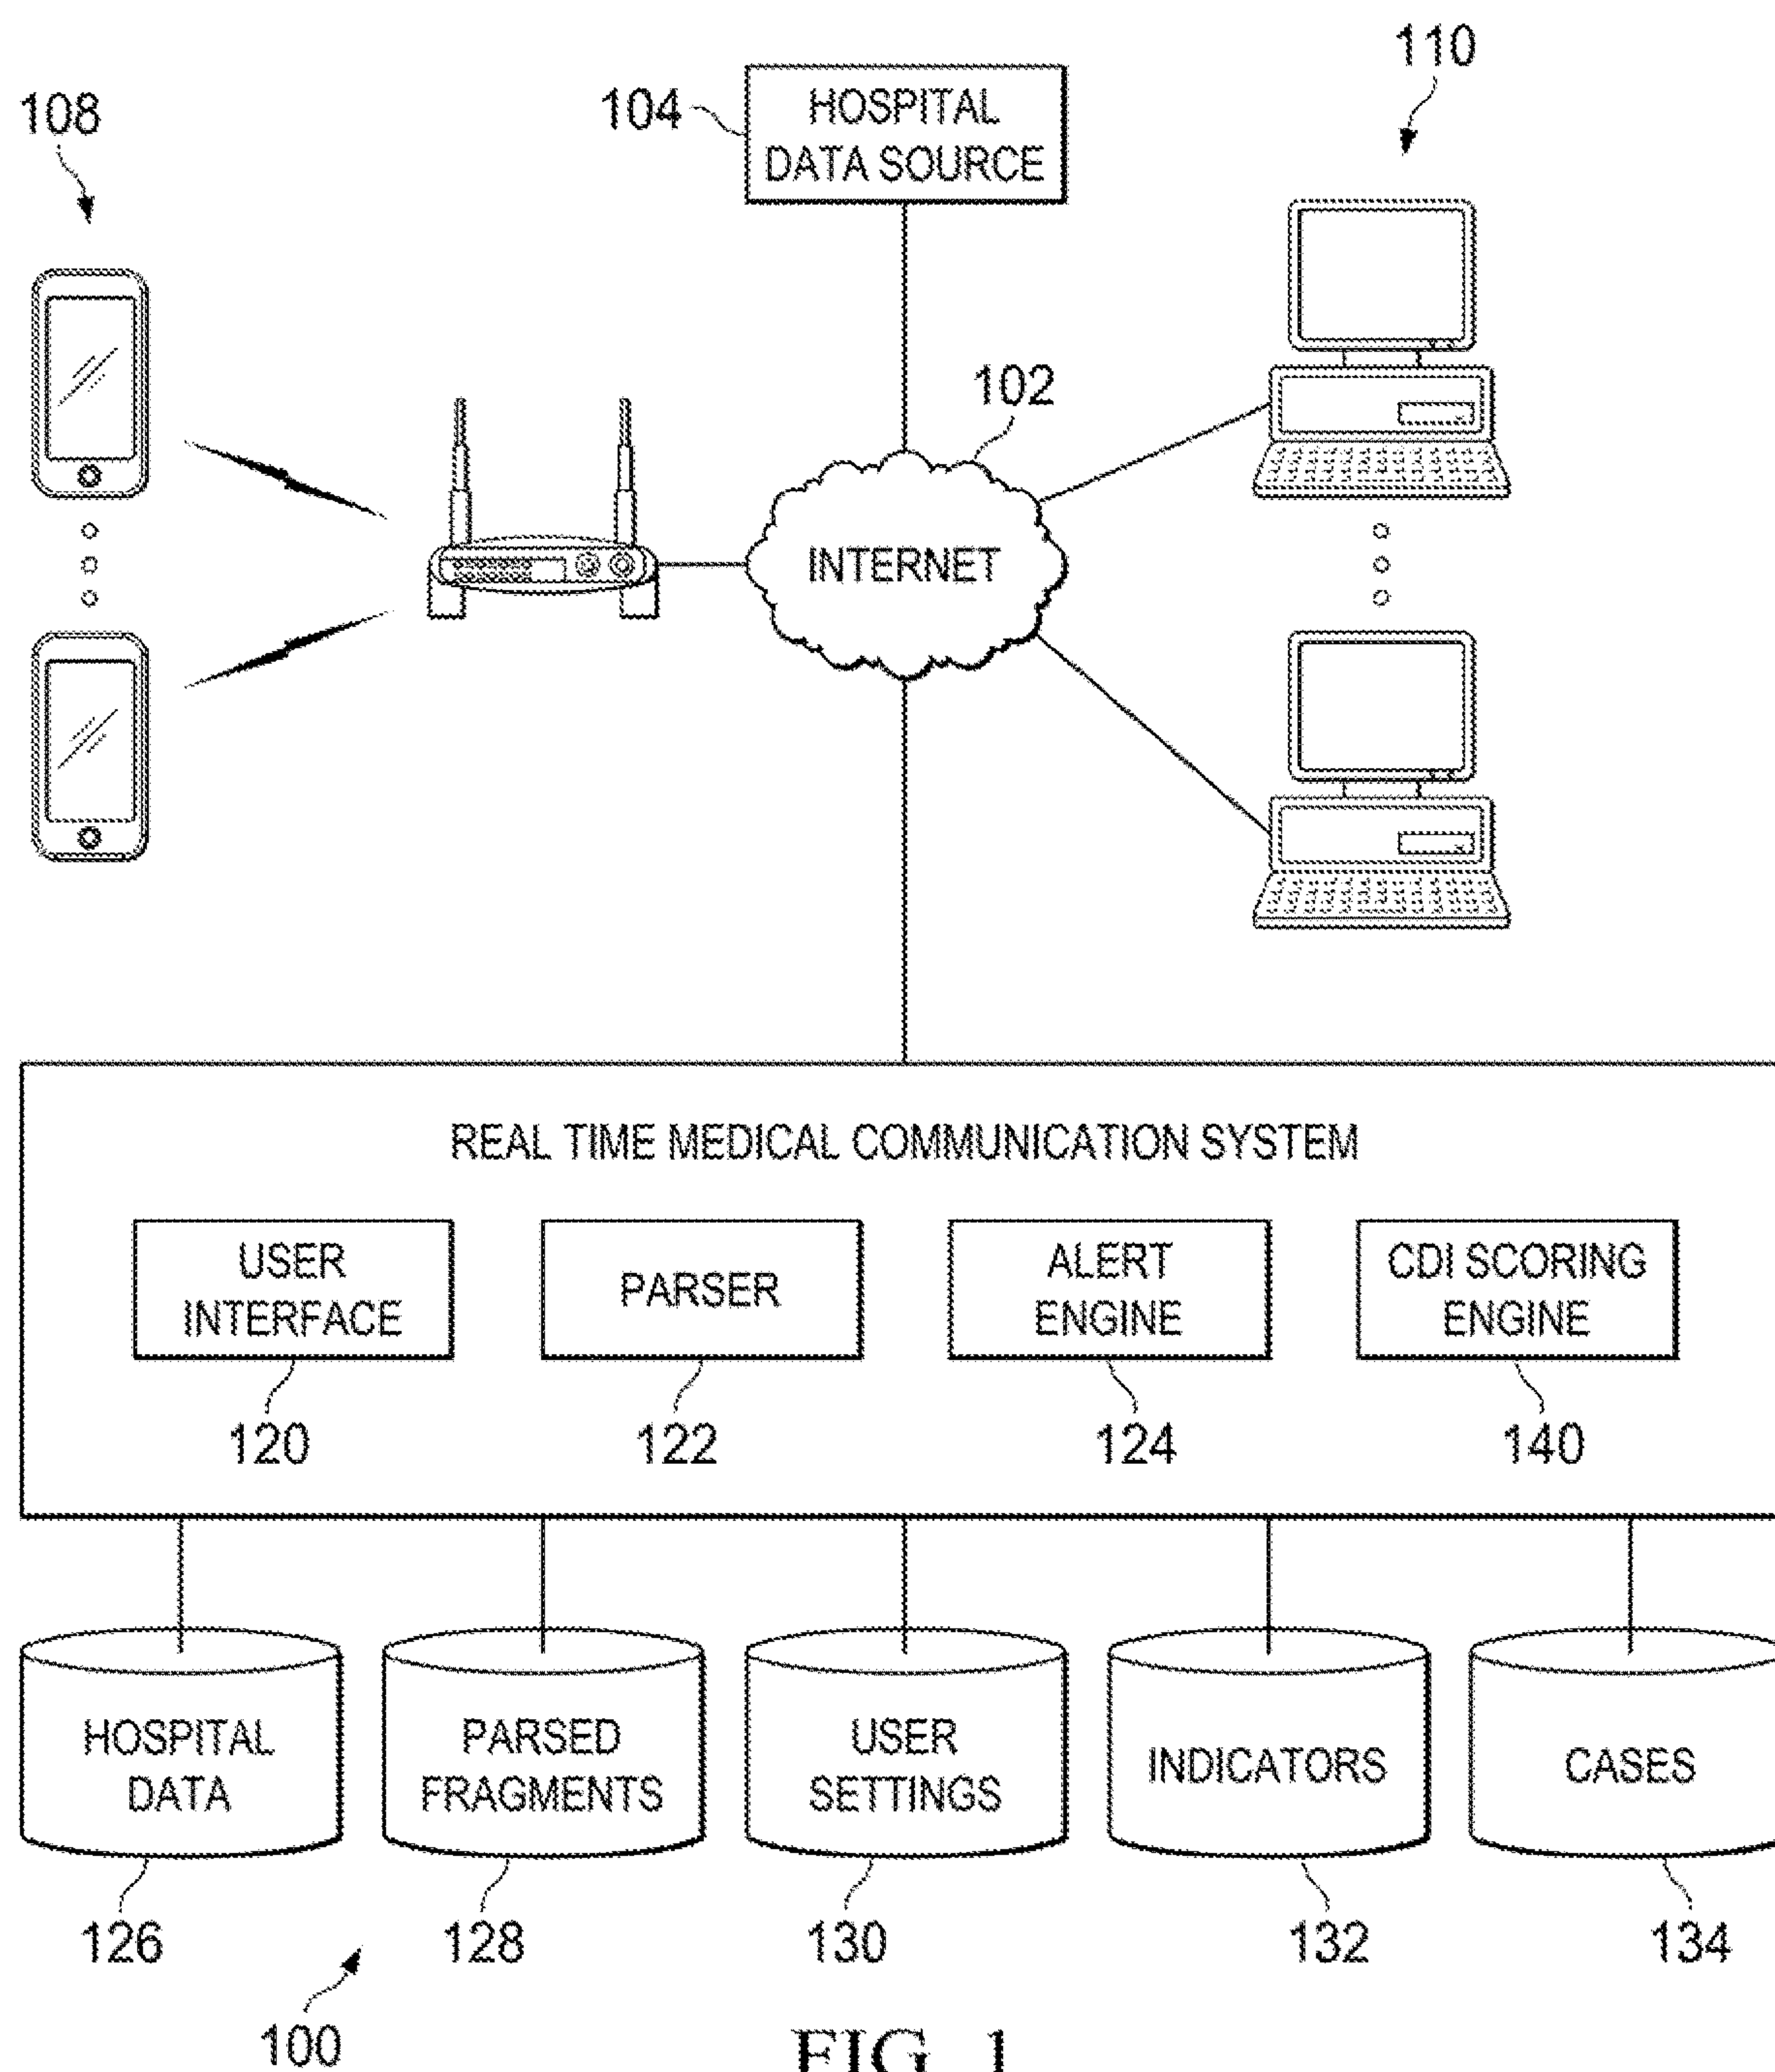 110
108
104
HOSPITAL
DATA SOURCE
102
INTERNET
REAL TIME MEDICAL COMMUNICATION SYSTEM
USER
INTERFACE
PARSER
ALERT
ENGINE
CDI SCORING
ENGINE
120
122
124
140
HOSPITAL
DATA
PARSED
FRAGMENTS
USER
SETTINGS
INDICATORS
CASES
126
128
130
132
134
100
FIG. 1